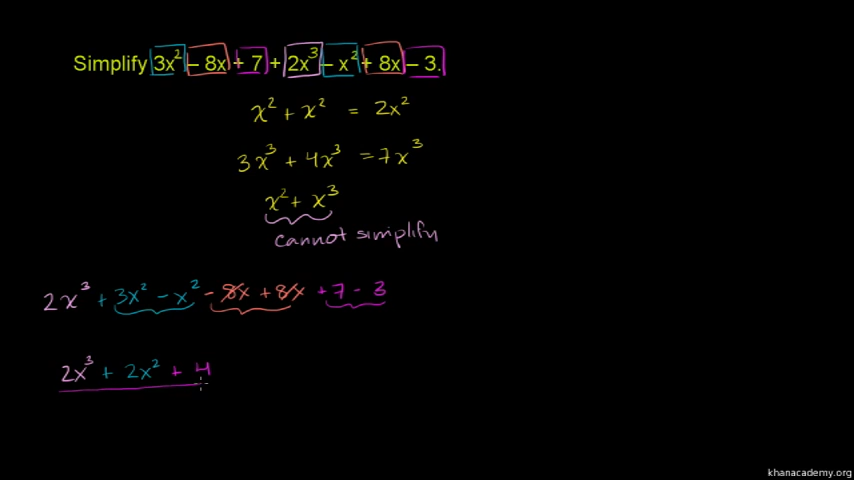 Simplify 3x² – 8x + 7 + 2x³ – x² + 8x – 3.
x² + x² = 2x²
3x³ + 4x³ = 7x³
x² + x³
cannot simplify
2x³ + 3x² - x² - 8x + 8x + 7 - 3
2x³ + 2x² + 4
khanacademy.org